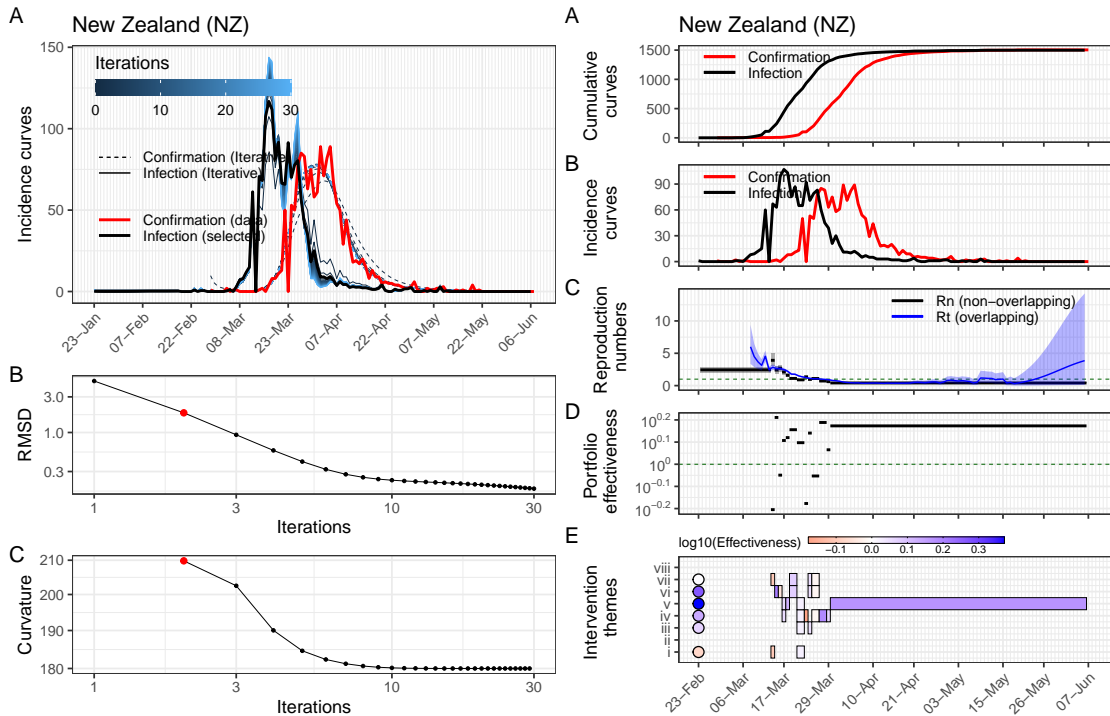 A
New Zealand (NZ)
Incidence curves
150
100
50
0
Iterations
0
10
20
30
Confirmation (Iterative)
Infection (Iterative)
Confirmation (data)
Infection (selected)
23−Jan
07−Feb
22−Feb
08−Mar
23−Mar
07−Apr
22−Apr
07−May
22−May
06−Jun
B
RMSD
3.0
1.0
0.3
1
3
10
30
Iterations
C
Curvature
210
200
190
180
1
3
10
30
Iterations
A
New Zealand (NZ)
Cumulative
curves
1500
1000
500
0
Confirmation
Infection
B
Incidence
curves
90
60
30
0
Confirmation
Infection
C
Reproduction
numbers
10
5
0
Rn (non−overlapping)
Rt (overlapping)
D
Portfolio
effectiveness
10^0.2
10^0.1
10^0
10^−0.1
10^−0.2
E
log10(Effectiveness)
−0.1
0.0
0.1
0.2
0.3
Intervention
themes
viii
vii
vi
v
iv
iii
ii
i
23−Feb
06−Mar
17−Mar
29−Mar
10−Apr
21−Apr
03−May
15−May
26−May
07−Jun